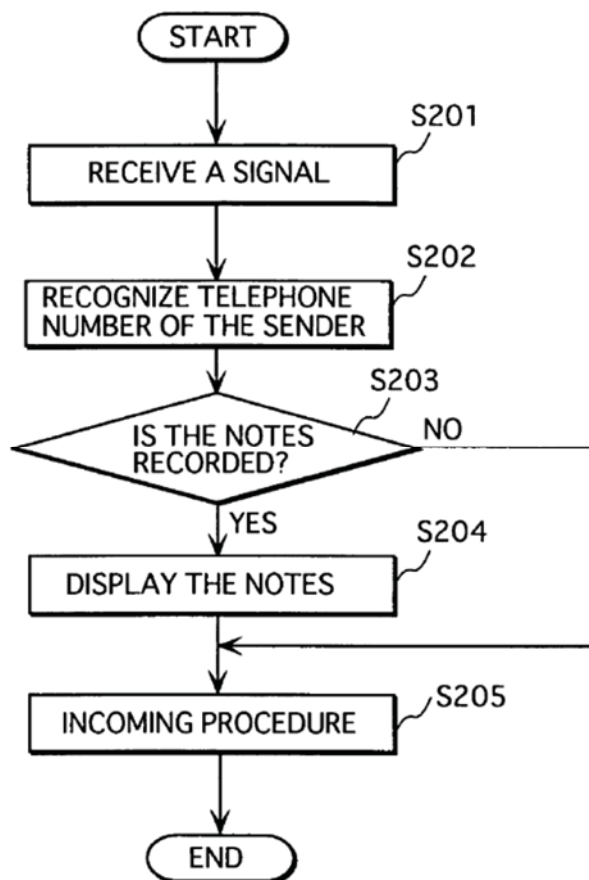 START
S201
RECEIVE A SIGNAL
S202
RECOGNIZE TELEPHONE
NUMBER OF THE SENDER
S203
IS THE NOTES
RECORDED?
NO
YES
S204
DISPLAY THE NOTES
S205
INCOMING PROCEDURE
END